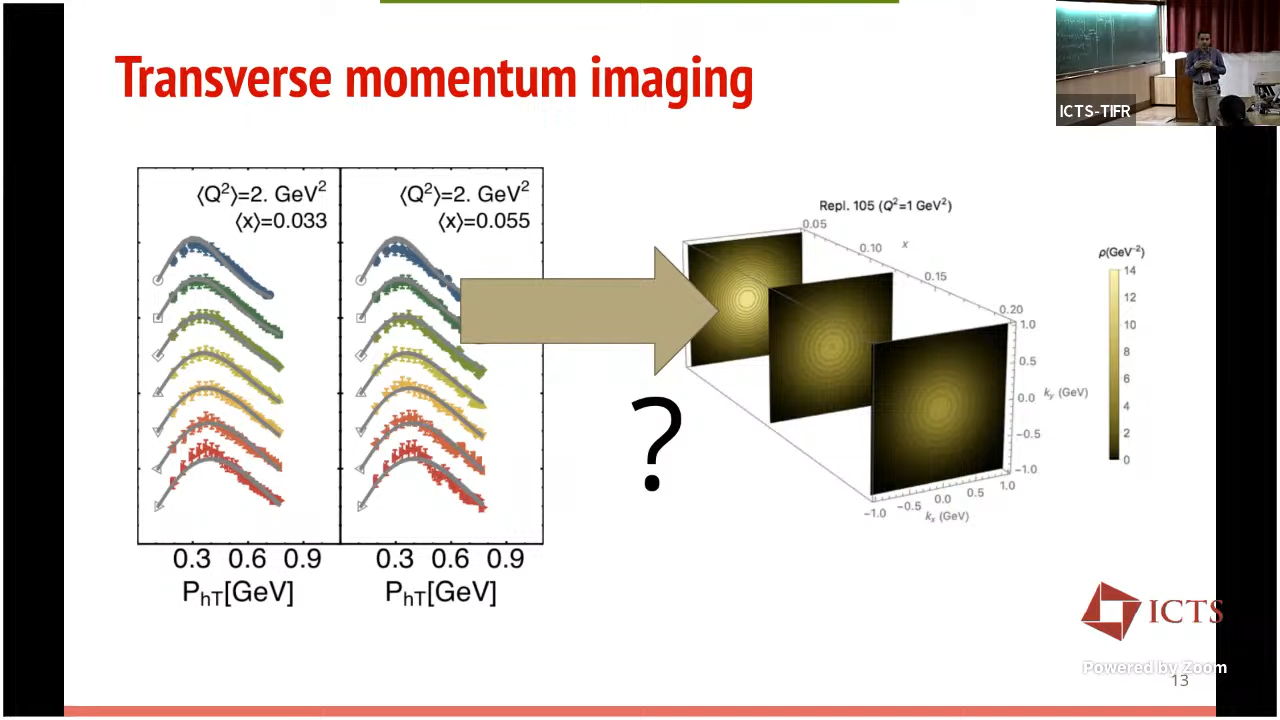 Transverse momentum imaging
ICTS-TIFR
⟨Q²⟩=2. GeV²
⟨x⟩=0.033
⟨Q²⟩=2. GeV²
⟨x⟩=0.055
0.3 0.6 0.9
0.3 0.6 0.9
PhT[GeV]
PhT[GeV]
?
Repl. 105 (Q²=1 GeV²)
0.05
0.10
x
0.15
0.20
1.0
0.5
0.0
ky (GeV)
−0.5
−1.0
−1.0 −0.5 0.0 0.5 1.0
kx (GeV)
ρ(GeV⁻²)
14
12
10
8
6
4
2
0
ICTS
Powered by Zoom
13